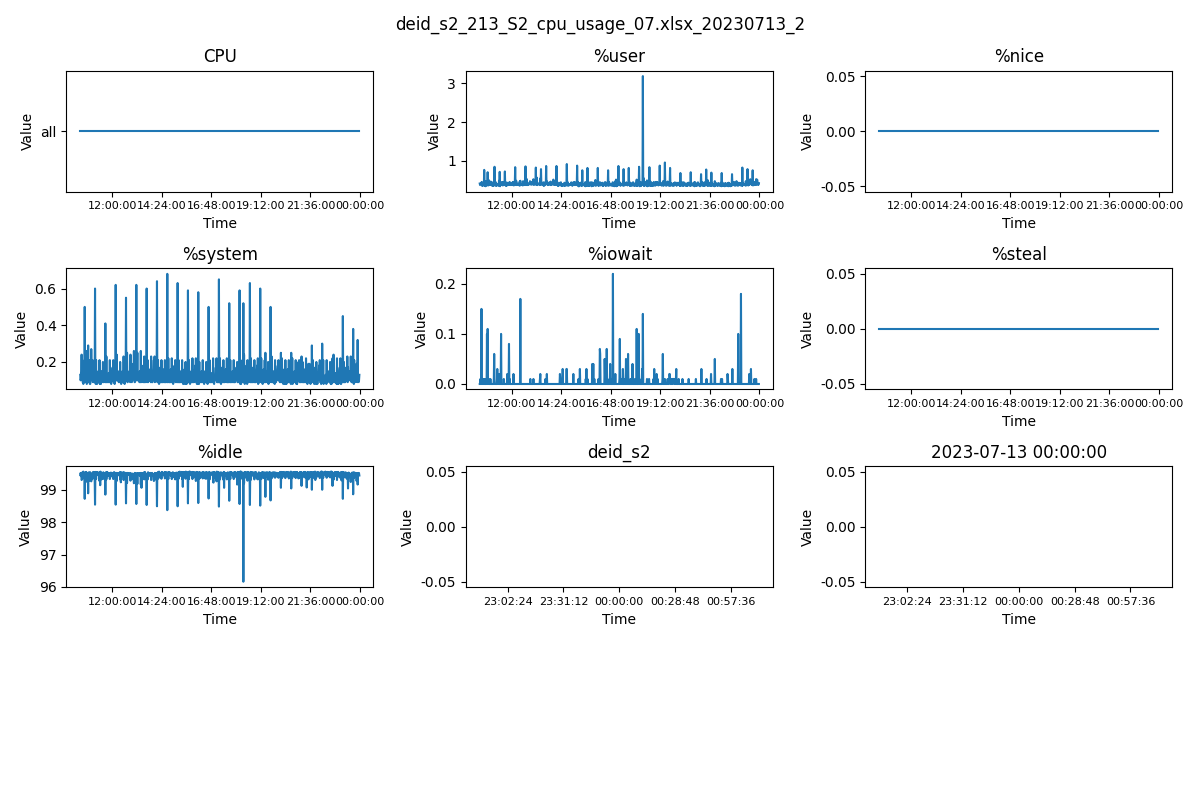 deid_s2_213_S2_cpu_usage_07.xlsx_20230713_2
CPU
Value
all
12:00:00 14:24:00 16:48:00 19:12:00 21:36:00 00:00:00
Time
%user
Value
3
2
1
12:00:00 14:24:00 16:48:00 19:12:00 21:36:00 00:00:00
Time
%nice
Value
0.05
0.00
-0.05
12:00:00 14:24:00 16:48:00 19:12:00 21:36:00 00:00:00
Time
%system
Value
0.6
0.4
0.2
12:00:00 14:24:00 16:48:00 19:12:00 21:36:00 00:00:00
Time
%iowait
Value
0.2
0.1
0.0
12:00:00 14:24:00 16:48:00 19:12:00 21:36:00 00:00:00
Time
%steal
Value
0.05
0.00
-0.05
12:00:00 14:24:00 16:48:00 19:12:00 21:36:00 00:00:00
Time
%idle
Value
99
98
97
96
12:00:00 14:24:00 16:48:00 19:12:00 21:36:00 00:00:00
Time
deid_s2
Value
0.05
0.00
-0.05
23:02:24 23:31:12 00:00:00 00:28:48 00:57:36
Time
2023-07-13 00:00:00
Value
0.05
0.00
-0.05
23:02:24 23:31:12 00:00:00 00:28:48 00:57:36
Time